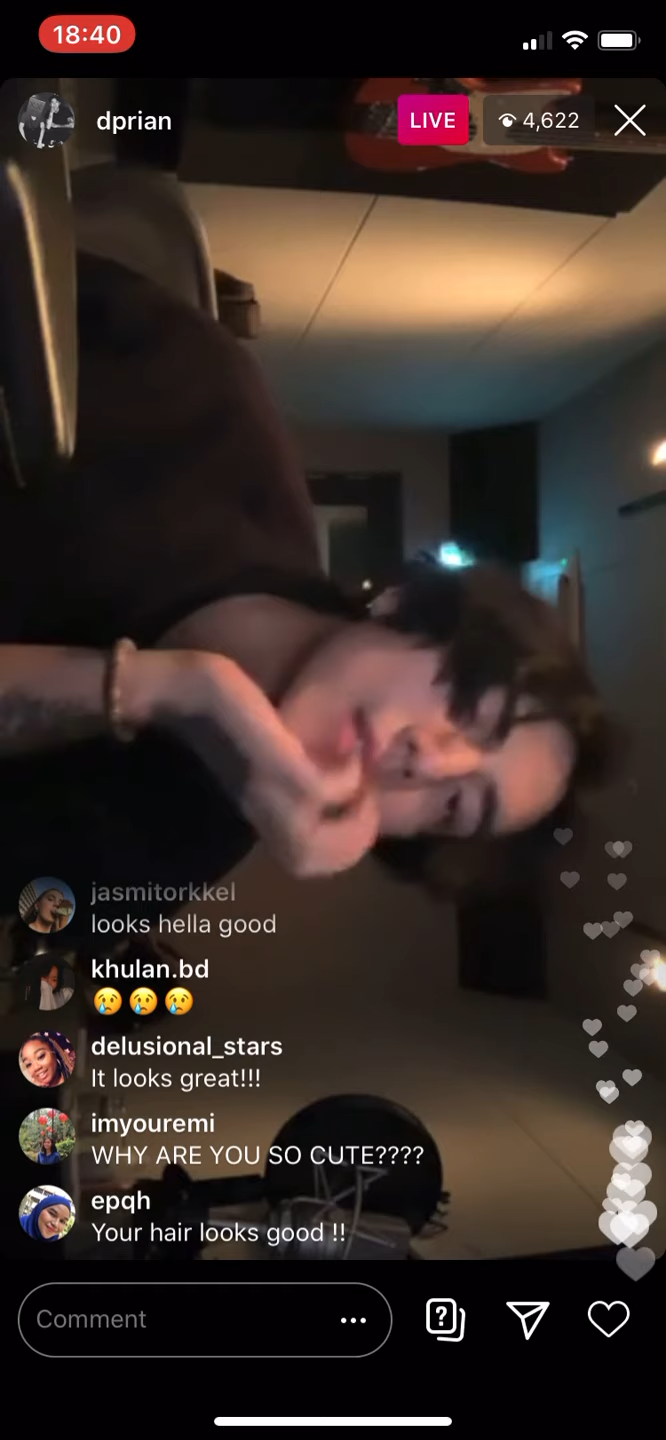 18:40
dprian
LIVE
4,622
jasmitorkkel
looks hella good
khulan.bd
😢😢😢
delusional_stars
It looks great!!!
imyouremi
WHY ARE YOU SO CUTE????
epqh
Your hair looks good !!
Comment